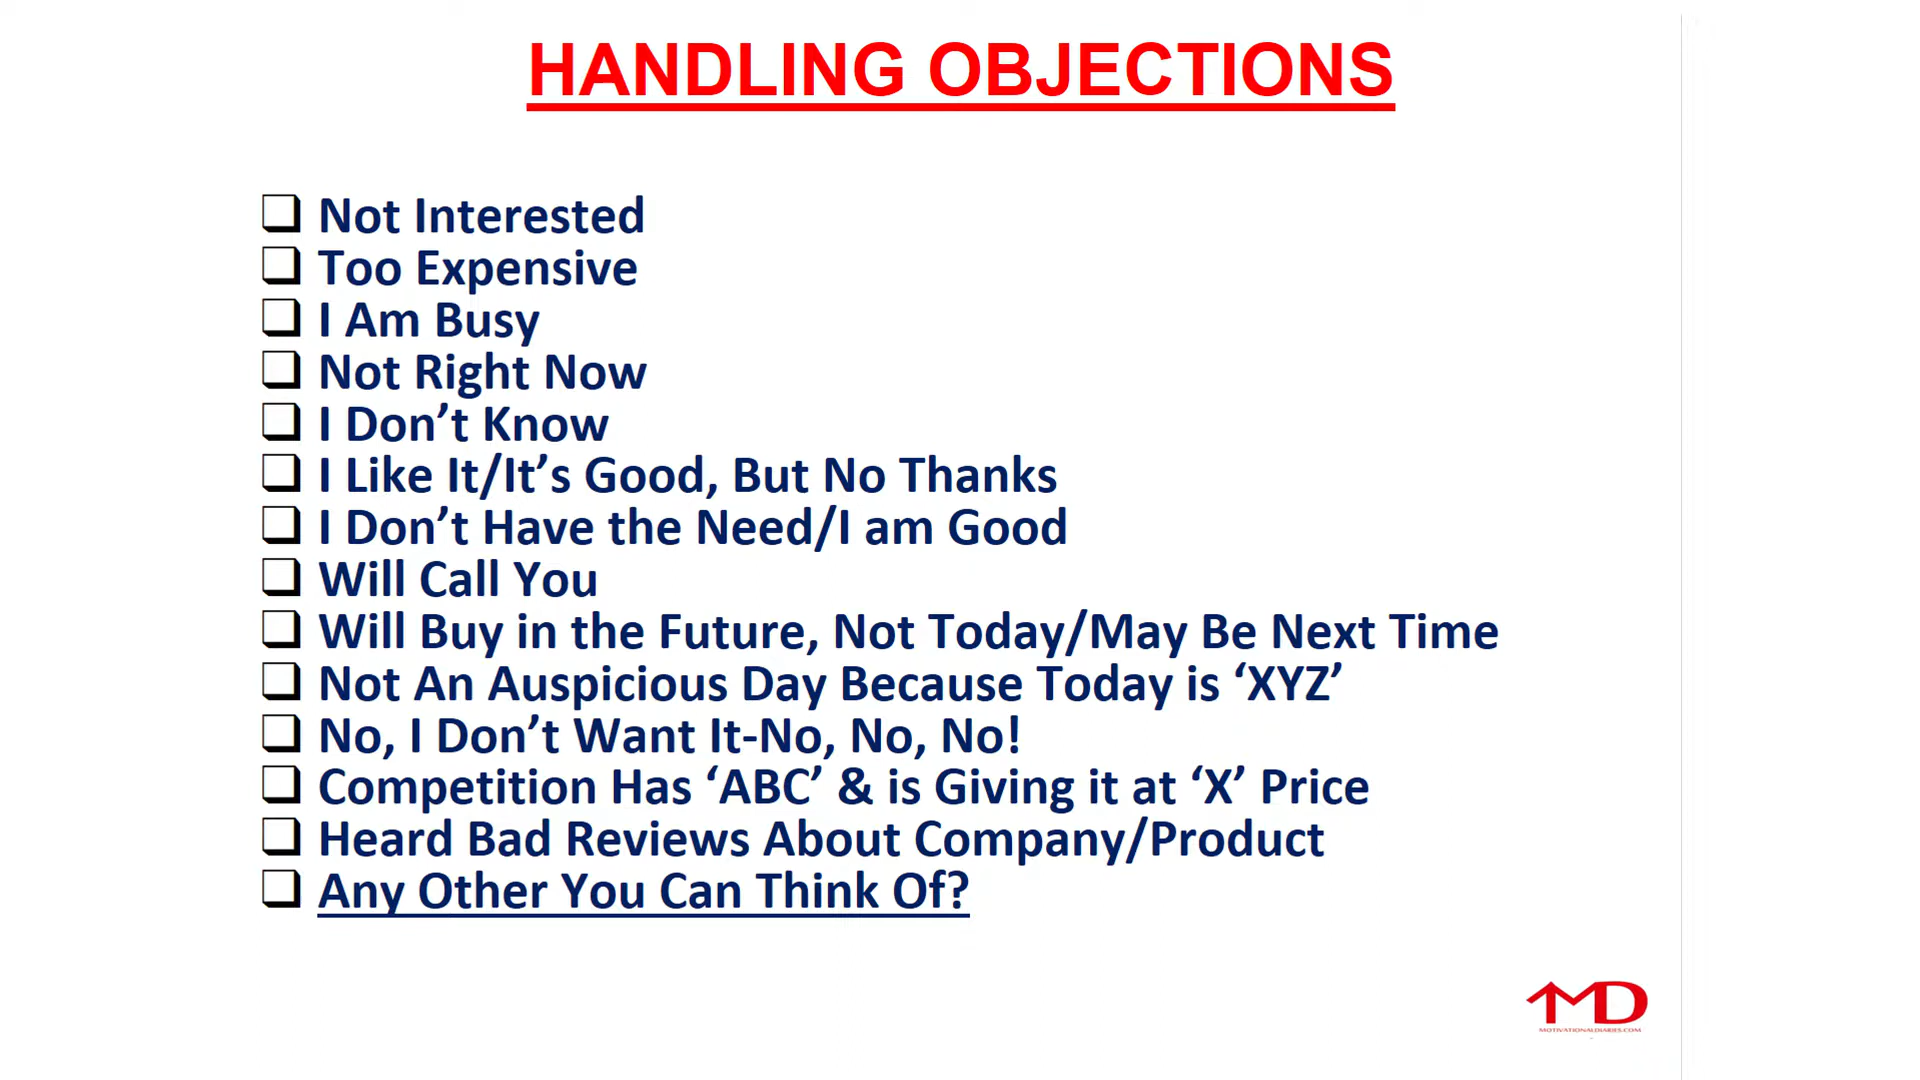 HANDLING OBJECTIONS
Not Interested
Too Expensive
I Am Busy
Not Right Now
I Don’t Know
I Like It/It’s Good, But No Thanks
I Don’t Have the Need/I am Good
Will Call You
Will Buy in the Future, Not Today/May Be Next Time
Not An Auspicious Day Because Today is ‘XYZ’
No, I Don’t Want It-No, No, No!
Competition Has ‘ABC’ & is Giving it at ‘X’ Price
Heard Bad Reviews About Company/Product
Any Other You Can Think Of?
MD
MOTIVATIONALDIARIES.COM